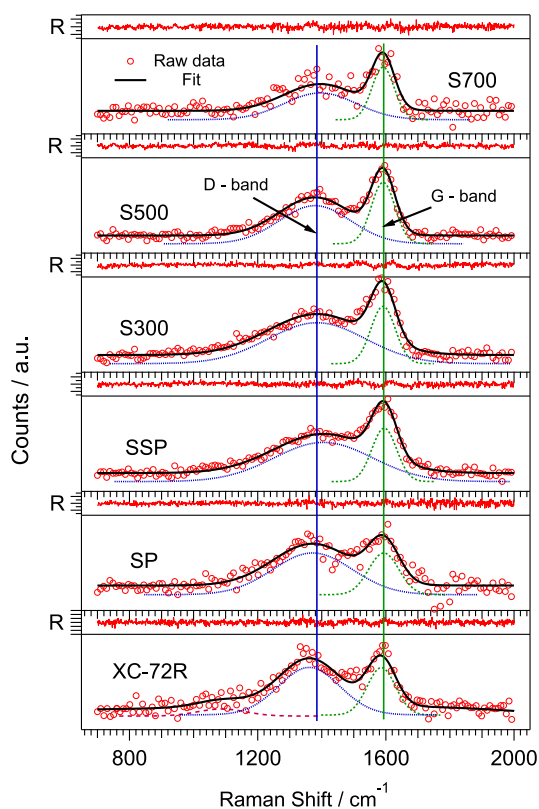 R
Raw data
Fit
S700
R
D - band
G - band
S500
R
S300
R
SSP
R
SP
R
XC-72R
800 1200 1600 2000
Raman Shift / cm⁻¹
Counts / a.u.